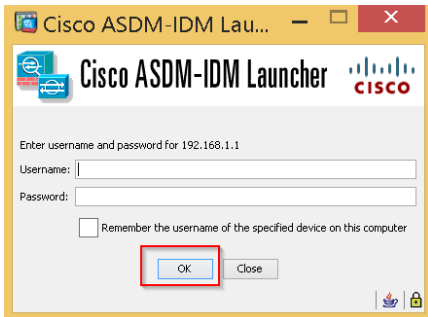 Cisco ASDM-IDM Lau...
Cisco ASDM-IDM Launcher
CISCO
Enter username and password for 192.168.1.1
Username:
Password:
Remember the username of the specified device on this computer
OK
Close